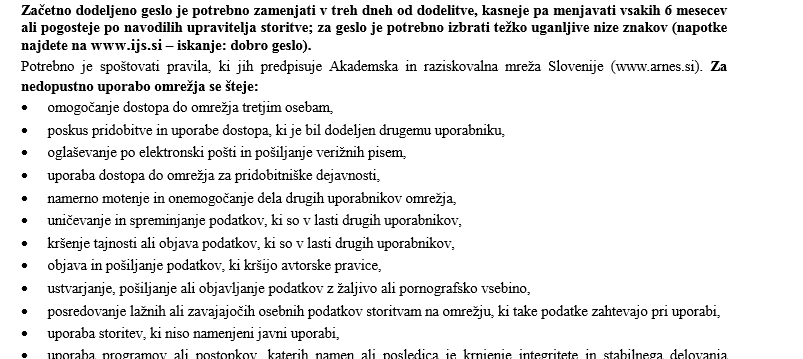 Začetno dodeljeno geslo je potrebno zamenjati v treh dneh od dodelitve, kasneje pa menjavati vsakih 6 mesecev
ali pogosteje po navodilih upravitelja storitve; za geslo je potrebno izbrati težko uganljive nize znakov (napotke
najdete na www.ijs.si – iskanje: dobro geslo).
Potrebno je spoštovati pravila, ki jih predpisuje Akademska in raziskovalna mreža Slovenije (www.arnes.si). Za
nedopustno uporabo omrežja se šteje:
• omogočanje dostopa do omrežja tretjim osebam,
• poskus pridobitve in uporabe dostopa, ki je bil dodeljen drugemu uporabniku,
• oglaševanje po elektronski pošti in pošiljanje verižnih pisem,
• uporaba dostopa do omrežja za pridobitniške dejavnosti,
• namerno motenje in onemogočanje dela drugih uporabnikov omrežja,
• uničevanje in spreminjanje podatkov, ki so v lasti drugih uporabnikov,
• kršenje tajnosti ali objava podatkov, ki so v lasti drugih uporabnikov,
• objava in pošiljanje podatkov, ki kršijo avtorske pravice,
• ustvarjanje, pošiljanje ali objavljanje podatkov z žaljivo ali pornografsko vsebino,
• posredovanje lažnih ali zavajajočih osebnih podatkov storitvam na omrežju, ki take podatke zahtevajo pri uporabi,
• uporaba storitev, ki niso namenjeni javni uporabi,
• uporaba programov ali postopkov, katerih namen ali posledica je krnjenje integritete in stabilnega delovanja